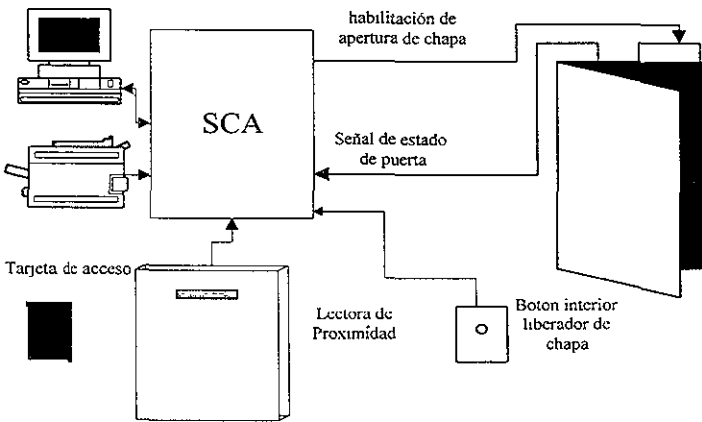 habilitación de
apertura de chapa
SCA
Señal de estado
de puerta
Tarjeta de acceso
Lectora de
Proximidad
Boton interior
liberador de
chapa